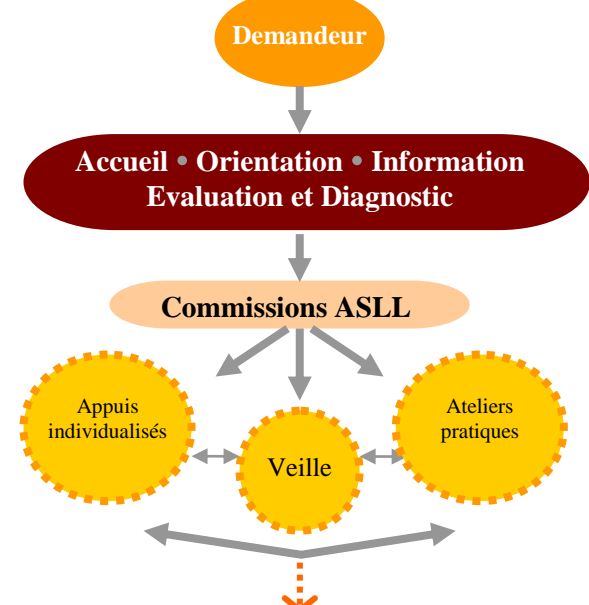 Demandeur
Accueil • Orientation • Information
Evaluation et Diagnostic
Commissions ASLL
Appuis
individualisés
Veille
Ateliers
pratiques